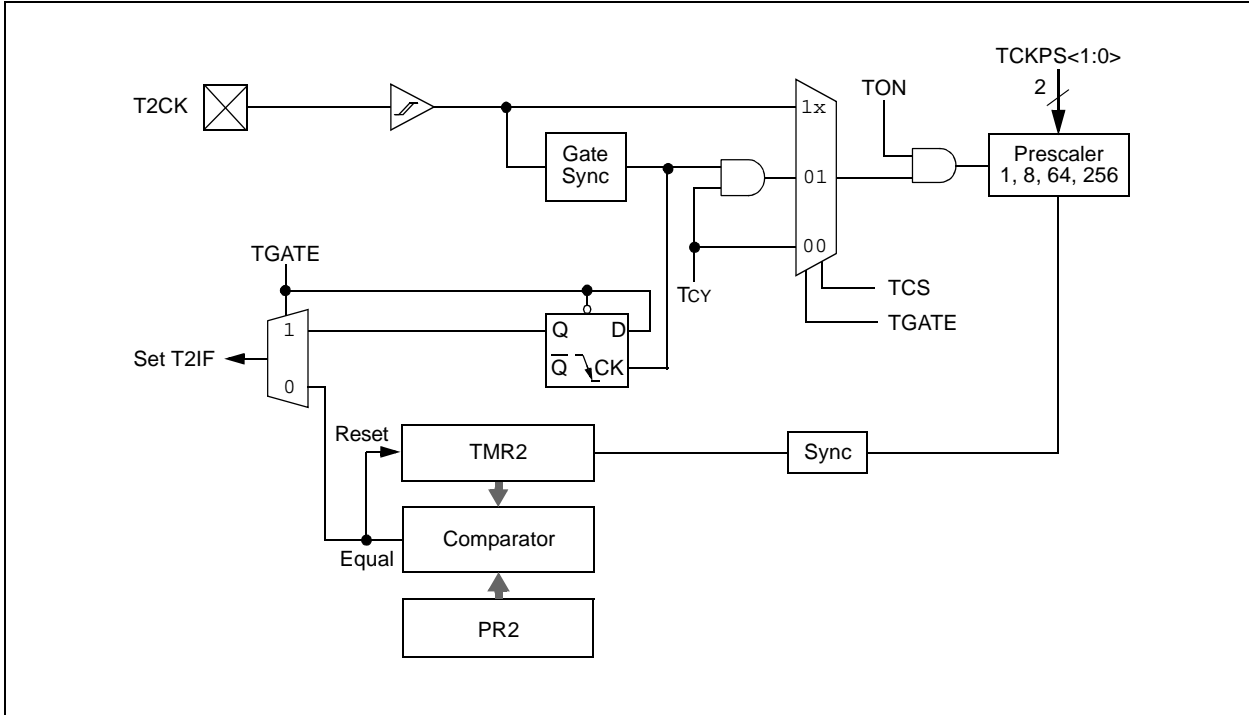 TCKPS<1:0>
2
T2CK
TON
1x
Gate
Sync
Prescaler
1, 8, 64, 256
01
00
TGATE
TCY
TCS
TGATE
1
Q
D
Set T2IF
Q
CK
0
Reset
TMR2
Sync
Equal
Comparator
PR2